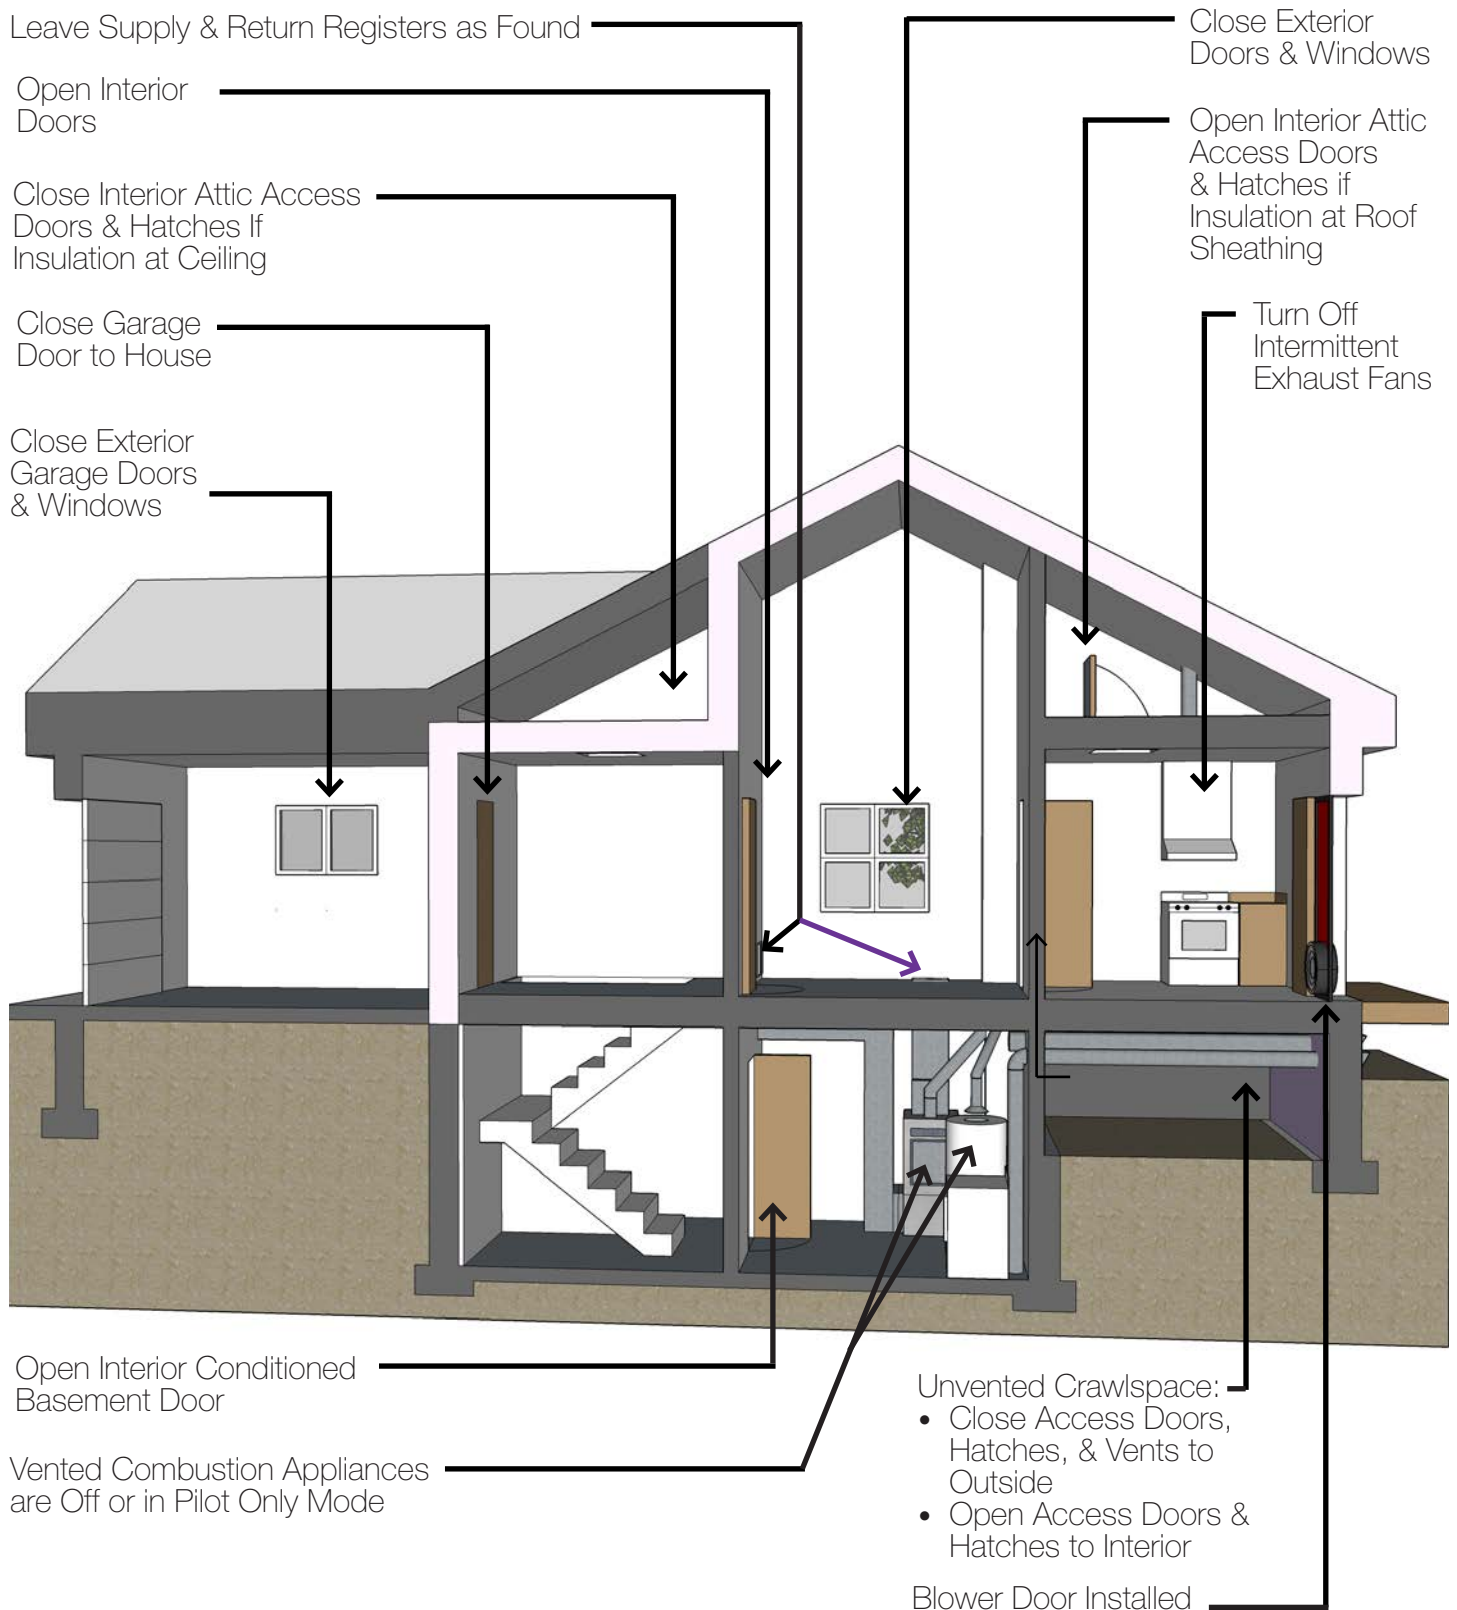 Leave Supply & Return Registers as Found
Open Interior
Doors
Close Interior Attic Access
Doors & Hatches If
Insulation at Ceiling
Close Garage
Door to House
Close Exterior
Garage Doors
& Windows
Close Exterior
Doors & Windows
Open Interior Attic
Access Doors
& Hatches if
Insulation at Roof
Sheathing
Turn Off
Intermittent
Exhaust Fans
Open Interior Conditioned
Basement Door
Vented Combustion Appliances
are Off or in Pilot Only Mode
Unvented Crawlspace:
• Close Access Doors,
Hatches, & Vents to
Outside
• Open Access Doors &
Hatches to Interior
Blower Door Installed